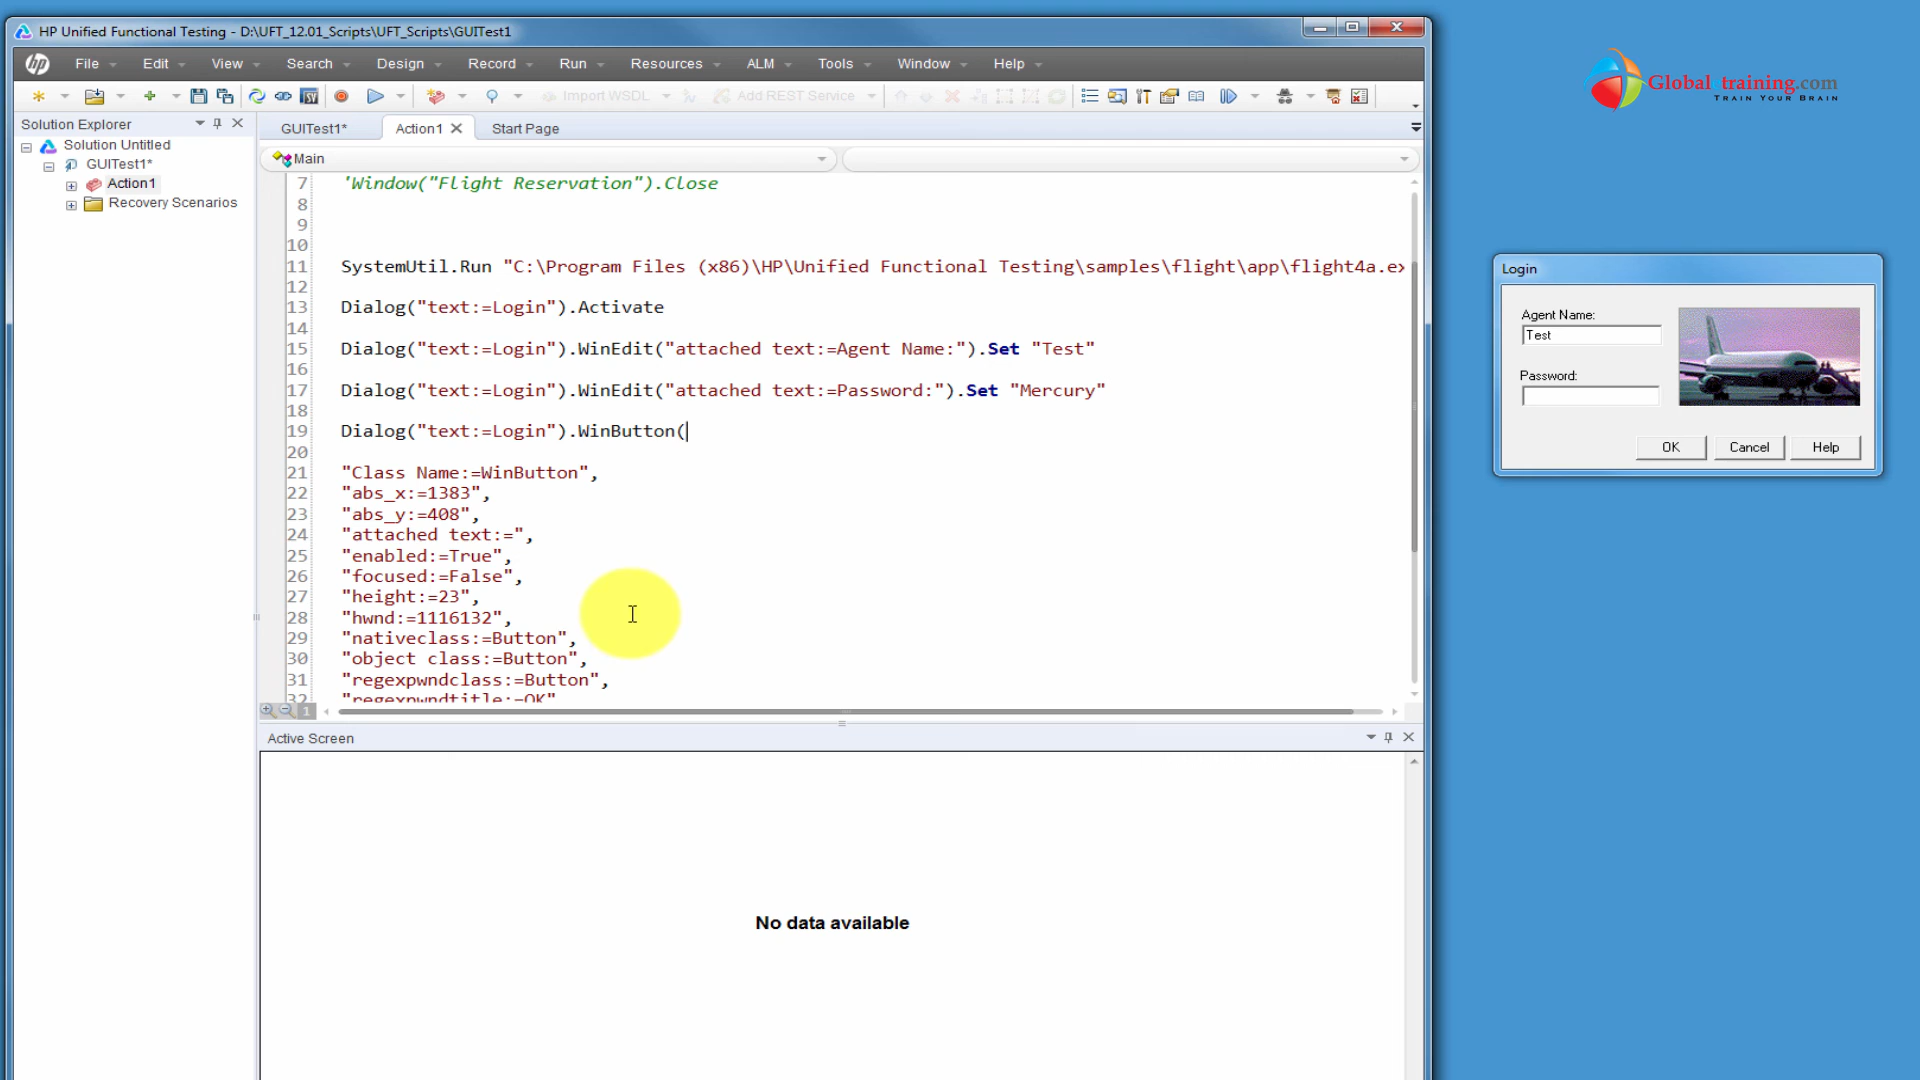 HP Unified Functional Testing - D:\UFT_12.01_Scripts\UFT_Scripts\GUITest1
hp
File Edit View Search Design Record Run Resources ALM Tools Window Help
Import WSDL
Add REST Service
Solution Explorer
Solution Untitled
GUITest1*
Action1
Recovery Scenarios
GUITest1* Action1 Start Page
Main
7 'Window("Flight Reservation").Close
8
9
10
11 SystemUtil.Run "C:\Program Files (x86)\HP\Unified Functional Testing\samples\flight\app\flight4a.ex
12
13 Dialog("text:=Login").Activate
14
15 Dialog("text:=Login").WinEdit("attached text:=Agent Name:").Set "Test"
16
17 Dialog("text:=Login").WinEdit("attached text:=Password:").Set "Mercury"
18
19 Dialog("text:=Login").WinButton(
20
21 "Class Name:=WinButton",
22 "abs_x:=1383",
23 "abs_y:=408",
24 "attached text:=",
25 "enabled:=True",
26 "focused:=False",
27 "height:=23",
28 "hwnd:=1116132",
29 "nativeclass:=Button",
30 "object class:=Button",
31 "regexpwndclass:=Button",
32 "regexpwndtitle:=OK"
1
Active Screen
No data available
Global training.com
TRAIN YOUR BRAIN
Login
Agent Name:
Test
Password:
OK Cancel Help